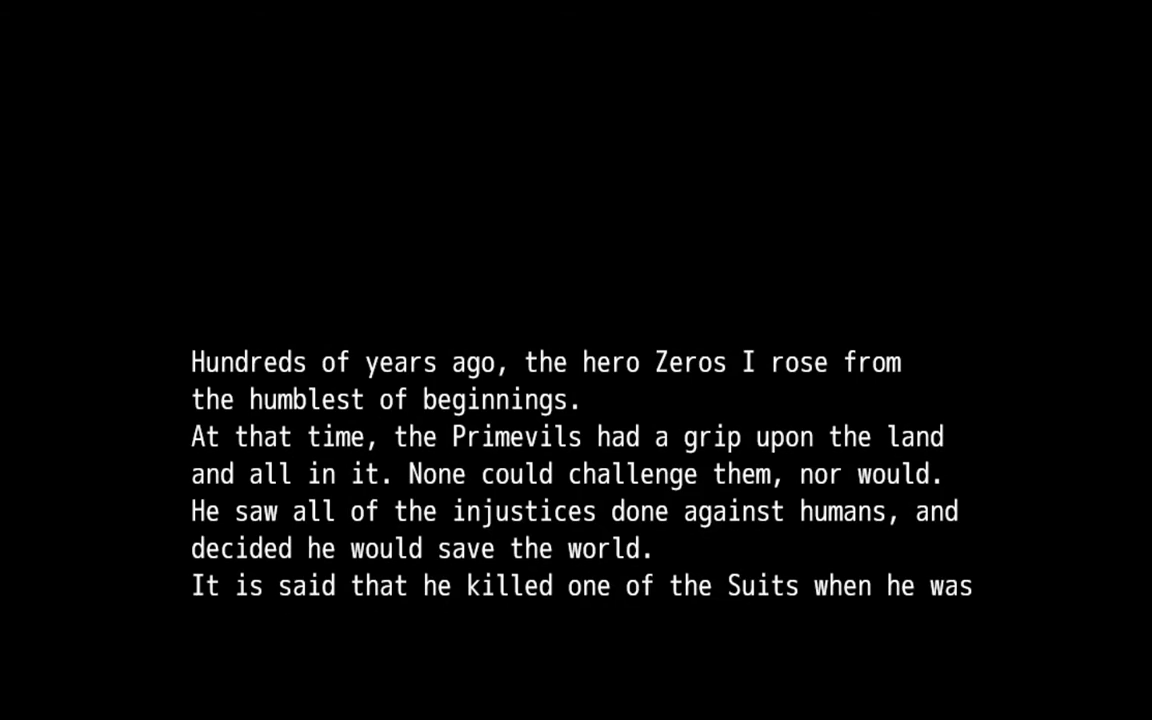 Hundreds of years ago, the hero Zeros I rose from
the humblest of beginnings.
At that time, the Primevils had a grip upon the land
and all in it. None could challenge them, nor would.
He saw all of the injustices done against humans, and
decided he would save the world.
It is said that he killed one of the Suits when he was